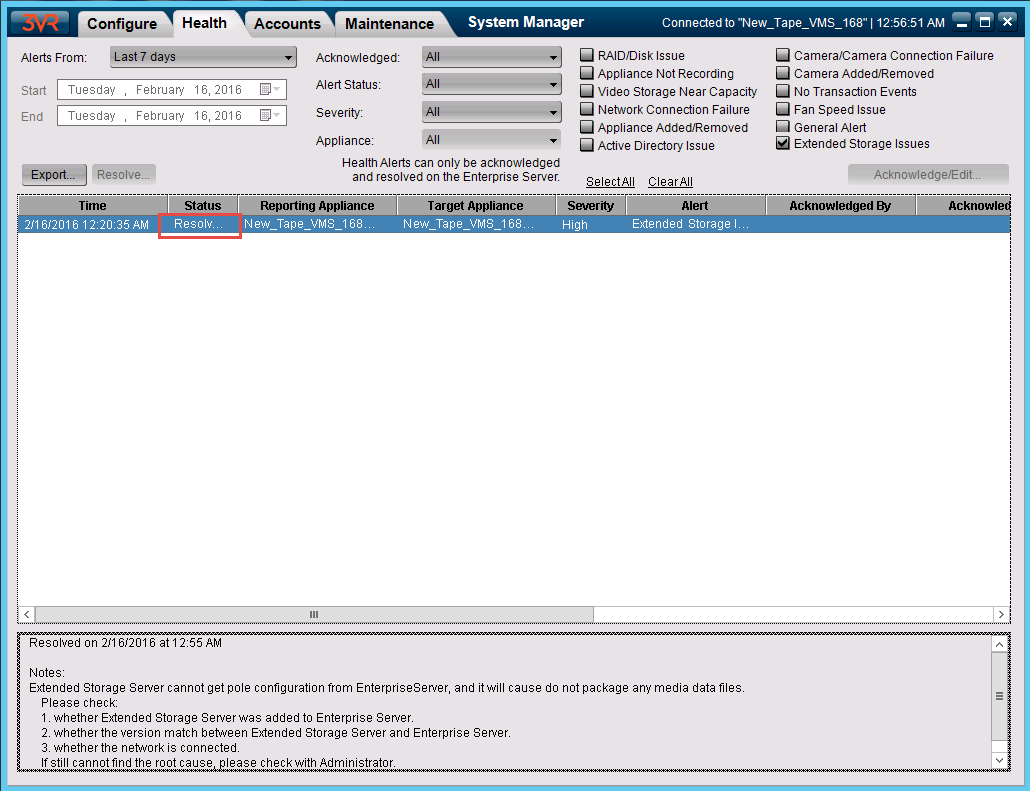 3VR Configure Health Accounts Maintenance System Manager Connected to "New_Tape_VMS_168" | 12:56:51 AM
Alerts From: Last 7 days
Start Tuesday , February 16, 2016
End Tuesday , February 16, 2016
Acknowledged: All
Alert Status: All
Severity: All
Appliance: All
Health Alerts can only be acknowledged
and resolved on the Enterprise Server.
RAID/Disk Issue
Appliance Not Recording
Video Storage Near Capacity
Network Connection Failure
Appliance Added/Removed
Active Directory Issue
Camera/Camera Connection Failure
Camera Added/Removed
No Transaction Events
Fan Speed Issue
General Alert
Extended Storage Issues
Export... Resolve... Select All Clear All Acknowledge/Edit...
Time Status Reporting Appliance Target Appliance Severity Alert Acknowledged By Acknowled
2/16/2016 12:20:35 AM Resolv... New_Tape_VMS_168... New_Tape_VMS_168... High Extended Storage I...
Resolved on 2/16/2016 at 12:55 AM
Notes:
Extended Storage Server cannot get pole configuration from EnterpriseServer, and it will cause do not package any media data files.
Please check:
1. whether Extended Storage Server was added to Enterprise Server.
2. whether the version match between Extended Storage Server and Enterprise Server.
3. whether the network is connected.
If still cannot find the root cause, please check with Administrator.